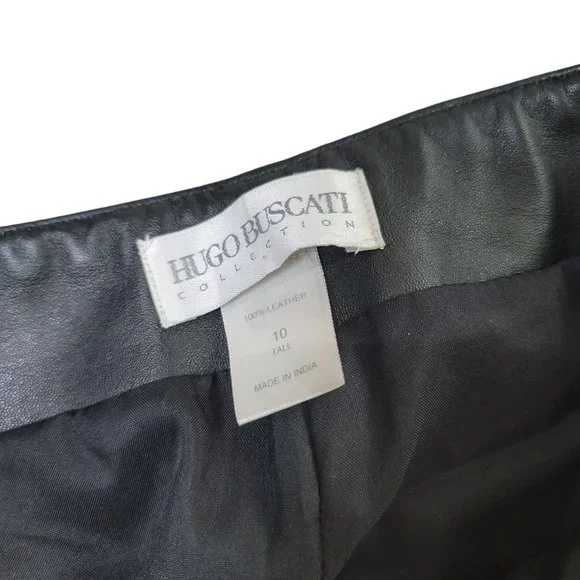 HUGO BUSCATI
COLLECTION
100% LEATHER
10
TALL
MADE IN INDIA